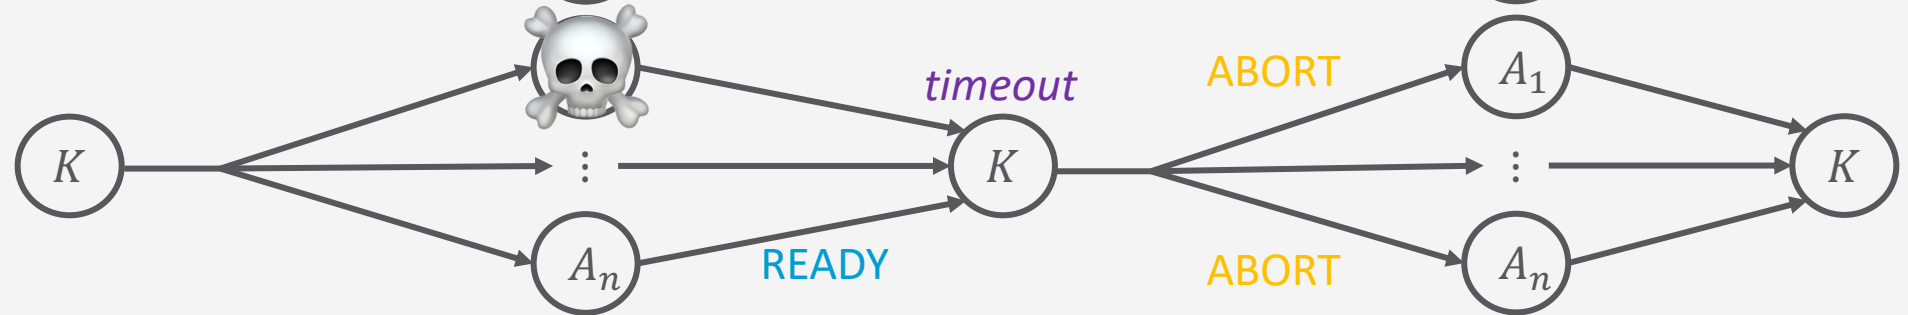 timeout
ABORT
A₁
K
⋮
K
⋮
K
Aₙ
READY
ABORT
Aₙ